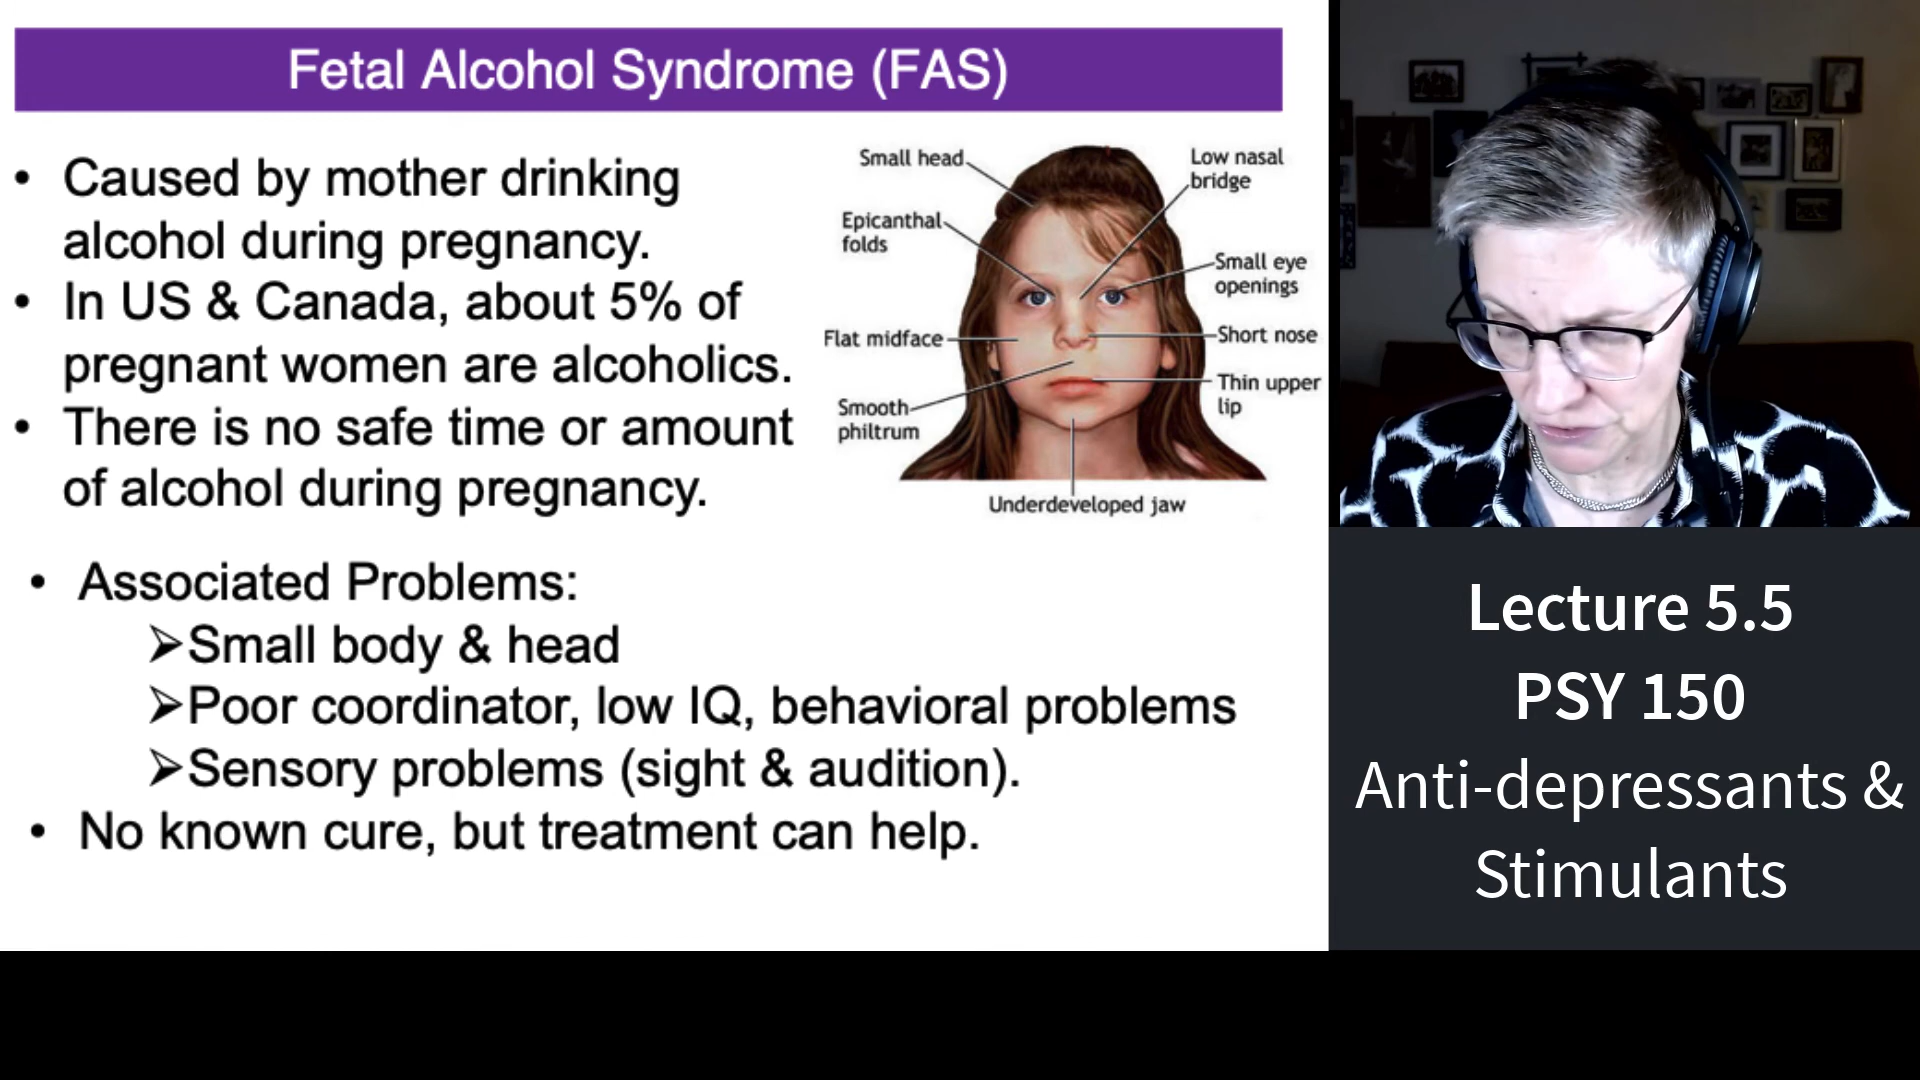 Fetal Alcohol Syndrome (FAS)
• Caused by mother drinking
alcohol during pregnancy.
• In US & Canada, about 5% of
pregnant women are alcoholics.
• There is no safe time or amount
of alcohol during pregnancy.
Small head
Low nasal
bridge
Epicanthal
folds
Small eye
openings
Flat midface
Short nose
Smooth
philtrum
Thin upper
lip
Underdeveloped jaw
• Associated Problems:
➢Small body & head
➢Poor coordinator, low IQ, behavioral problems
➢Sensory problems (sight & audition).
• No known cure, but treatment can help.
Lecture 5.5
PSY 150
Anti-depressants &
Stimulants